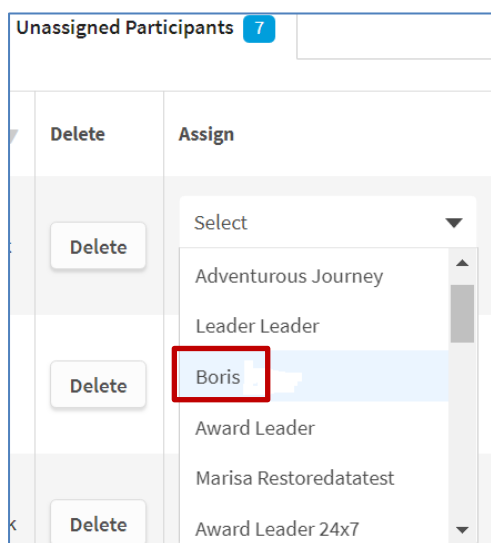 Unassigned Participants 7
Delete Assign
Select
Delete
Adventurous Journey
Leader Leader
Boris
Delete
Award Leader
Marisa Restoredatatest
Delete
Award Leader 24x7